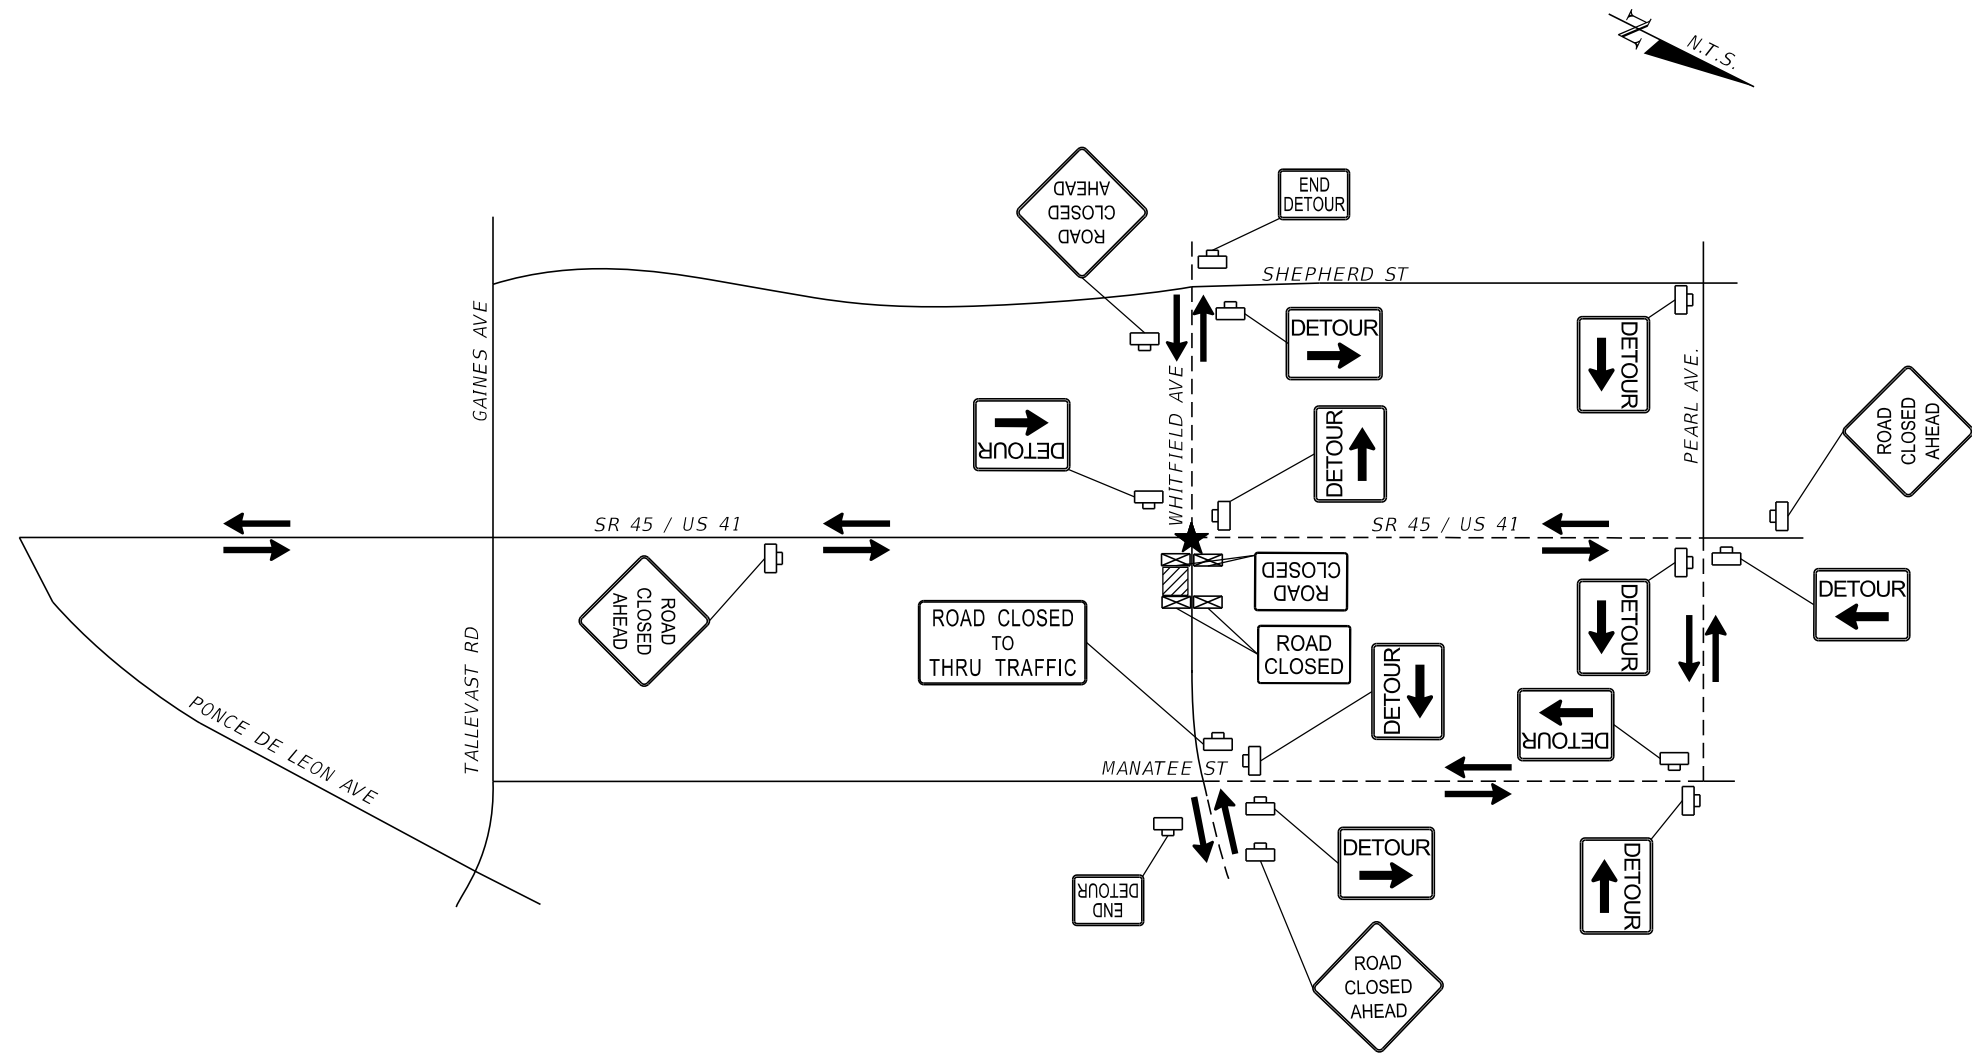 N
N.T.S.
ROAD
CLOSED
AHEAD
END
DETOUR
SHEPHERD ST
DETOUR
DETOUR
GAINES AVE
WHITFIELD AVE
PEARL AVE.
ROAD
CLOSED
AHEAD
DETOUR
DETOUR
SR 45 / US 41
SR 45 / US 41
ROAD
CLOSED
AHEAD
ROAD
CLOSED
DETOUR
DETOUR
ROAD CLOSED
TO
THRU TRAFFIC
ROAD
CLOSED
TALLEVAST RD
DETOUR
DETOUR
PONCE DE LEON AVE
MANATEE ST
END
DETOUR
DETOUR
DETOUR
ROAD
CLOSED
AHEAD